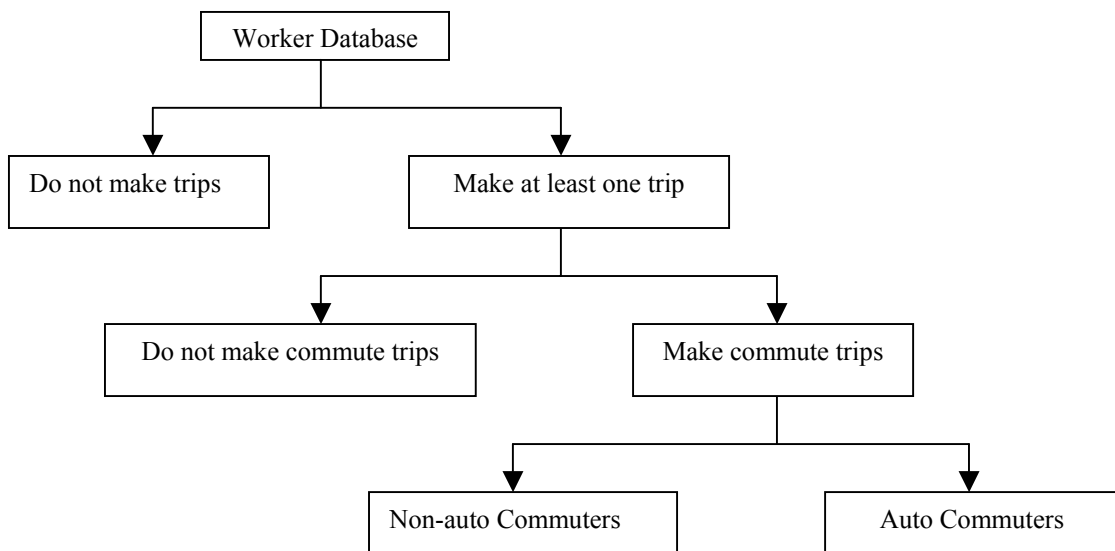 Worker Database
Do not make trips
Make at least one trip
Do not make commute trips
Make commute trips
Non-auto Commuters
Auto Commuters